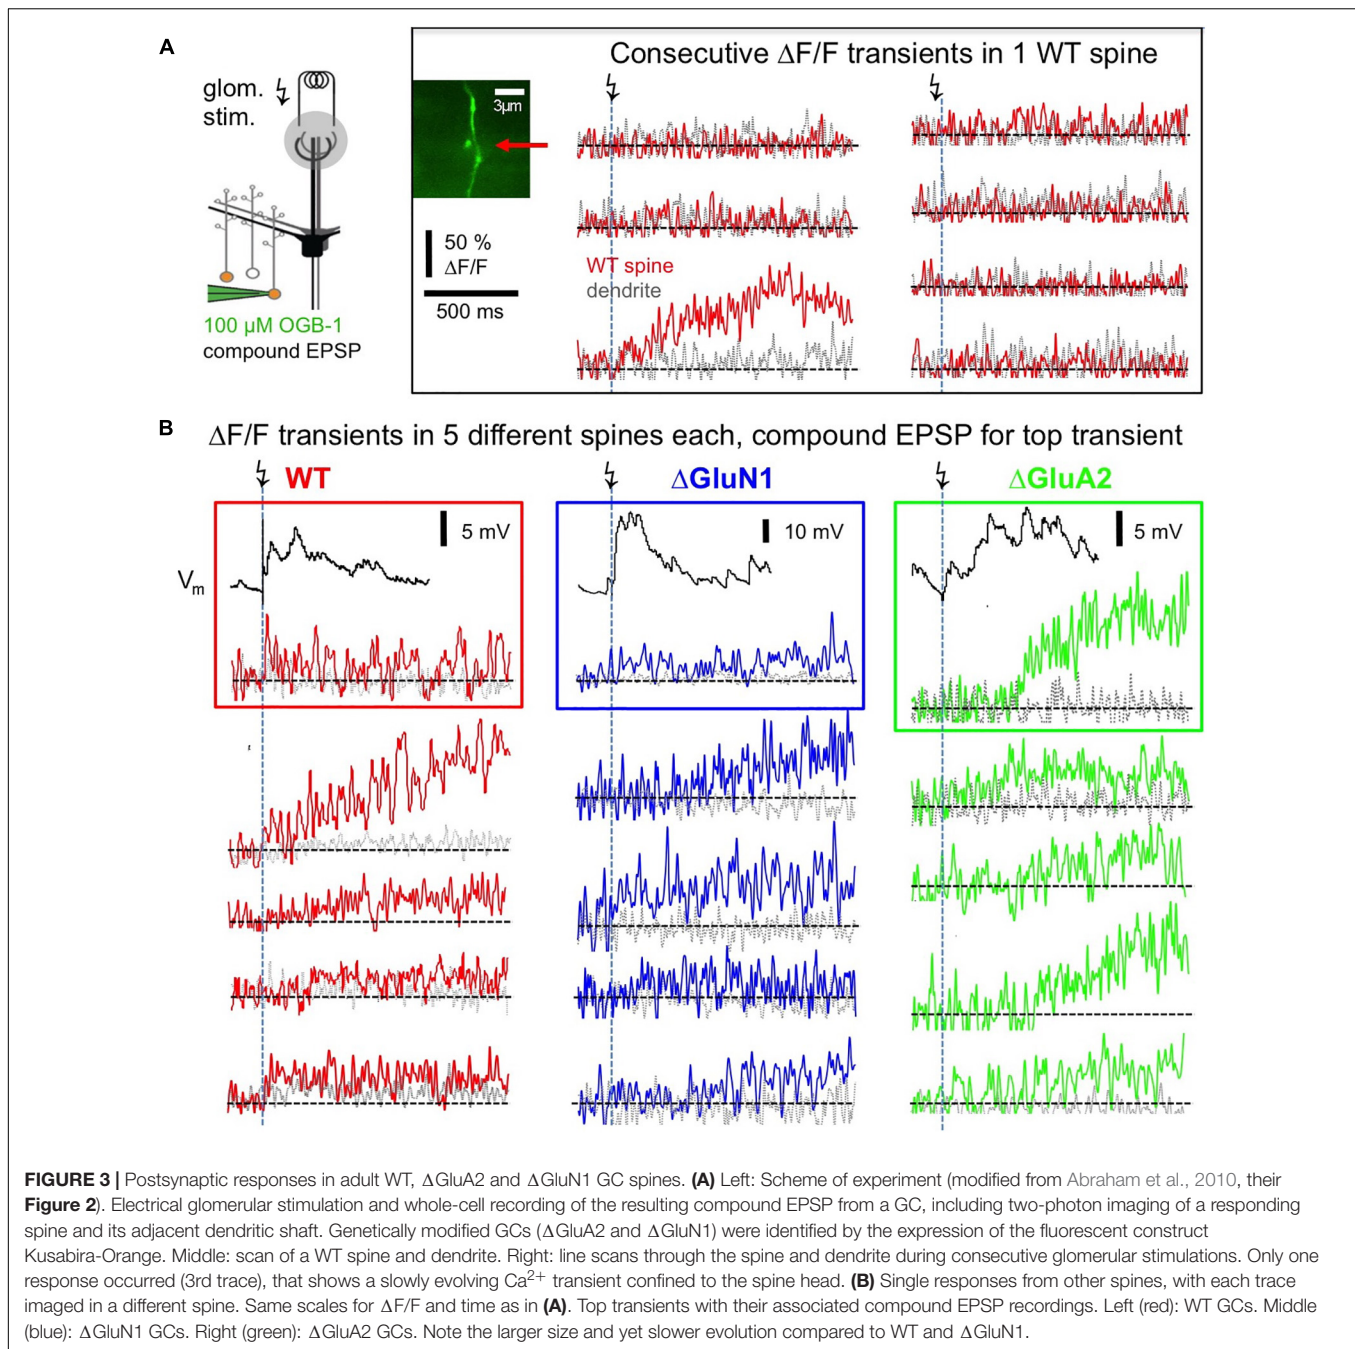 A
glom.
stim.
100 µM OGB-1
compound EPSP
3µm
50 %
ΔF/F
500 ms
Consecutive ΔF/F transients in 1 WT spine
WT spine
dendrite
B
ΔF/F transients in 5 different spines each, compound EPSP for top transient
WT
ΔGluN1
ΔGluA2
Vm
5 mV
10 mV
5 mV
FIGURE 3 | Postsynaptic responses in adult WT, ΔGluA2 and ΔGluN1 GC spines. (A) Left: Scheme of experiment (modified from Abraham et al., 2010, their
Figure 2). Electrical glomerular stimulation and whole-cell recording of the resulting compound EPSP from a GC, including two-photon imaging of a responding
spine and its adjacent dendritic shaft. Genetically modified GCs (ΔGluA2 and ΔGluN1) were identified by the expression of the fluorescent construct
Kusabira-Orange. Middle: scan of a WT spine and dendrite. Right: line scans through the spine and dendrite during consecutive glomerular stimulations. Only one
response occurred (3rd trace), that shows a slowly evolving Ca2+ transient confined to the spine head. (B) Single responses from other spines, with each trace
imaged in a different spine. Same scales for ΔF/F and time as in (A). Top transients with their associated compound EPSP recordings. Left (red): WT GCs. Middle
(blue): ΔGluN1 GCs. Right (green): ΔGluA2 GCs. Note the larger size and yet slower evolution compared to WT and ΔGluN1.